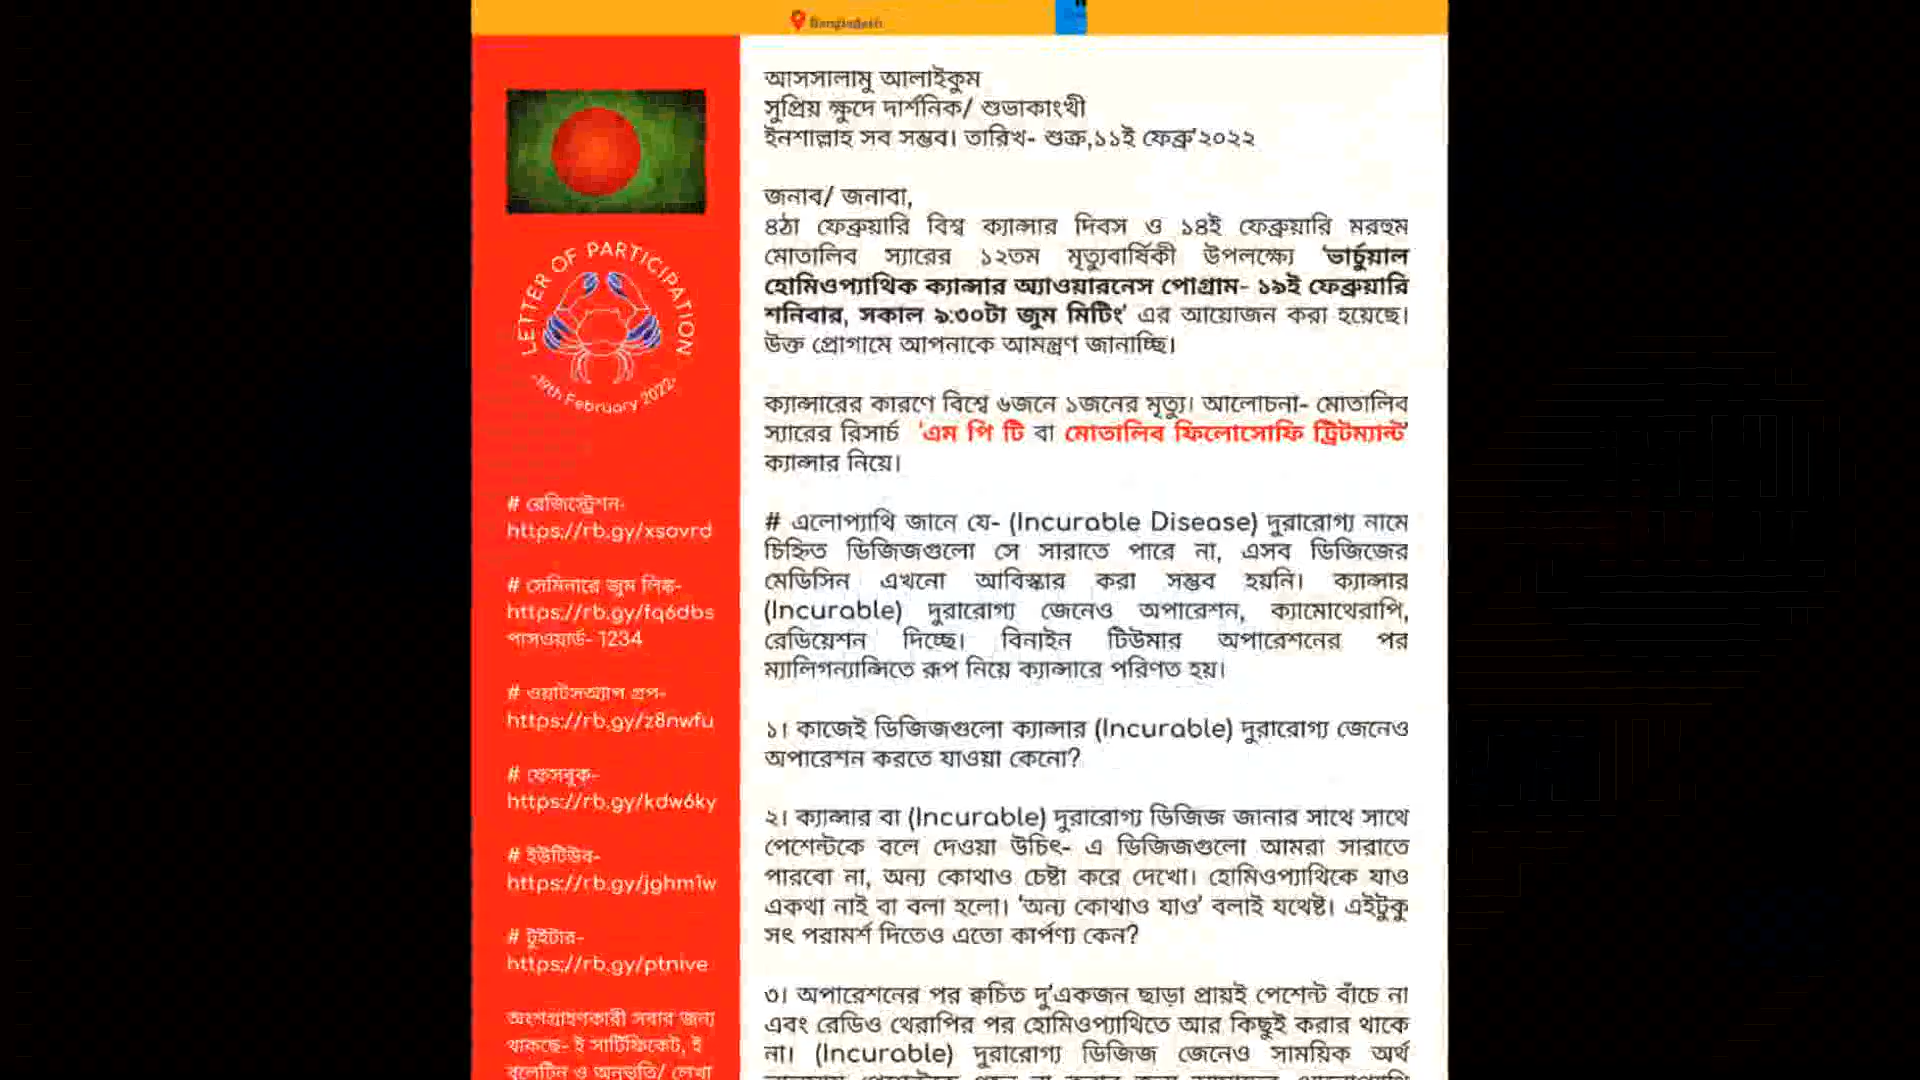 Bangladesh
LETTER OF PARTICIPATION
-19th February 2022-
# রেজিস্ট্রেশন-
https://rb.gy/xsovrd
# সেমিনারে জুম লিঙ্ক-
https://rb.gy/fq6dbs
পাসওয়ার্ড- 1234
# ওয়াটসঅ্যাপ গ্রুপ-
https://rb.gy/z8nwfu
# ফেসবুক-
https://rb.gy/kdw6ky
# ইউটিউব-
https://rb.gy/jghm1w
# টুইটার-
https://rb.gy/ptnive
অংশগ্রাহণকারী সবার জন্য
থাকছে- ই সার্টিফিকেট, ই
বুলেটিন ও অনুভূতি/ লেখা
আসসালামু আলাইকুম
সুপ্রিয় ক্ষুদে দার্শনিক/ শুভাকাংখী
ইনশাল্লাহ সব সম্ভব। তারিখ- শুক্র,১১ই ফেব্রু'২০২২
জনাব/ জনাবা,
৪ঠা ফেব্রুয়ারি বিশ্ব ক্যান্সার দিবস ও ১৪ই ফেব্রুয়ারি মরহুম
মোতালিব স্যারের ১২তম মৃত্যুবার্ষিকী উপলক্ষ্যে 'ভার্চুয়াল
হোমিওপ্যাথিক ক্যান্সার অ্যাওয়ারনেস পোগ্রাম- ১৯ই ফেব্রুয়ারি
শনিবার, সকাল ৯:৩০টা জুম মিটিং' এর আয়োজন করা হয়েছে।
উক্ত প্রোগামে আপনাকে আমন্ত্রণ জানাচ্ছি।
ক্যান্সারের কারণে বিশ্বে ৬জনে ১জনের মৃত্যু। আলোচনা- মোতালিব
স্যারের রিসার্চ 'এম পি টি বা মোতালিব ফিলোসোফি ট্রিটম্যান্ট'
ক্যান্সার নিয়ে।
# এলোপ্যাথি জানে যে- (Incurable Disease) দুরারোগ্য নামে
চিহ্নিত ডিজিজগুলো সে সারাতে পারে না, এসব ডিজিজের
মেডিসিন এখনো আবিস্কার করা সম্ভব হয়নি। ক্যান্সার
(Incurable) দুরারোগ্য জেনেও অপারেশন, ক্যামোথেরাপি,
রেডিয়েশন দিচ্ছে। বিনাইন টিউমার অপারেশনের পর
ম্যালিগন্যান্সিতে রূপ নিয়ে ক্যান্সারে পরিণত হয়।
১। কাজেই ডিজিজগুলো ক্যান্সার (Incurable) দুরারোগ্য জেনেও
অপারেশন করতে যাওয়া কেনো?
২। ক্যান্সার বা (Incurable) দুরারোগ্য ডিজিজ জানার সাথে সাথে
পেশেন্টকে বলে দেওয়া উচিৎ- এ ডিজিজগুলো আমরা সারাতে
পারবো না, অন্য কোথাও চেষ্টা করে দেখো। হোমিওপ্যাথিকে যাও
একথা নাই বা বলা হলো। 'অন্য কোথাও যাও' বলাই যথেষ্ট। এইটুকু
সৎ পরামর্শ দিতেও এতো কার্পণ্য কেন?
৩। অপারেশনের পর ক্বচিত দু'একজন ছাড়া প্রায়ই পেশেন্ট বাঁচে না
এবং রেডিও থেরাপির পর হোমিওপ্যাথিতে আর কিছুই করার থাকে
না। (Incurable) দুরারোগ্য ডিজিজ জেনেও সাময়িক অর্থ